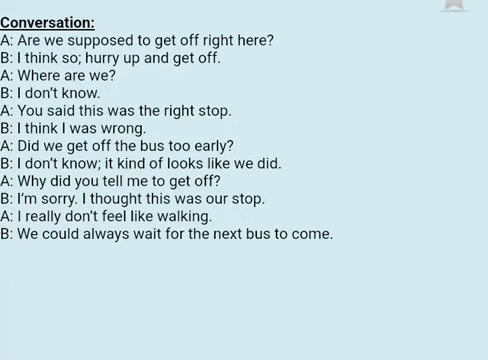 Conversation:
A: Are we supposed to get off right here?
B: I think so; hurry up and get off.
A: Where are we?
B: I don't know.
A: You said this was the right stop.
B: I think I was wrong.
A: Did we get off the bus too early?
B: I don't know; it kind of looks like we did.
A: Why did you tell me to get off?
B: I'm sorry. I thought this was our stop.
A: I really don't feel like walking.
B: We could always wait for the next bus to come.